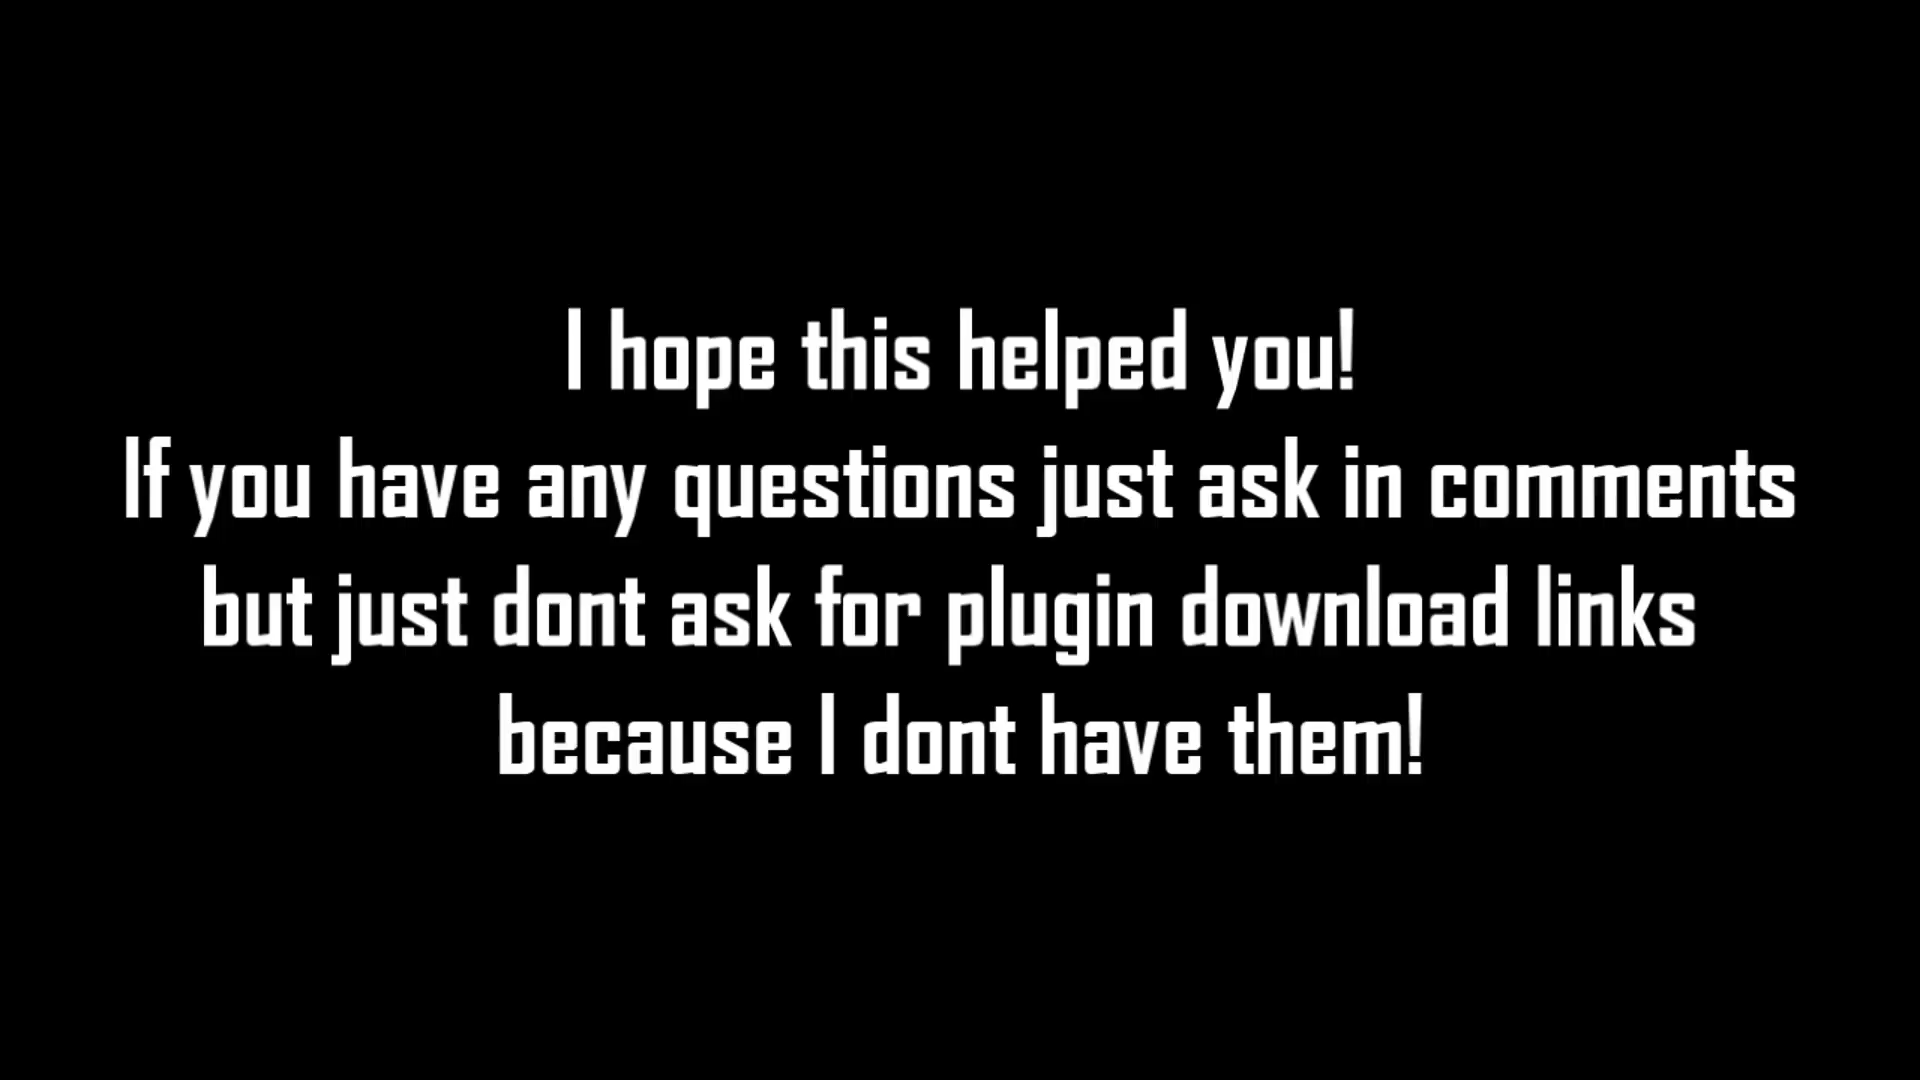 I hope this helped you!
If you have any questions just ask in comments
but just dont ask for plugin download links
because I dont have them!